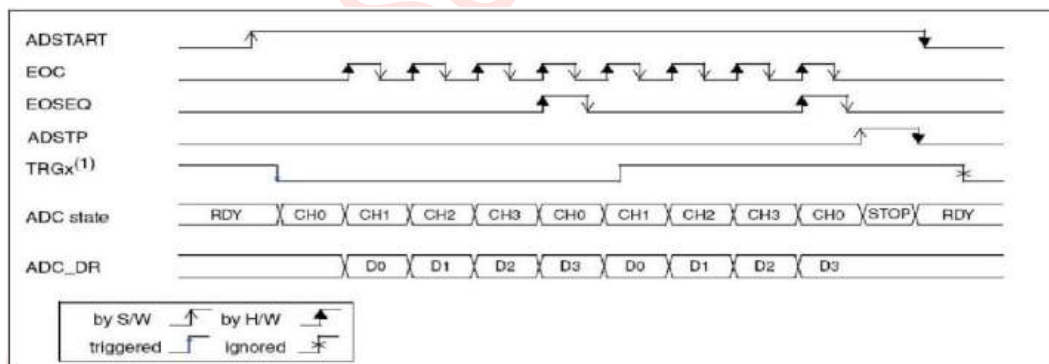 ADSTART
EOC
EOSEQ
ADSTP
TRGx(1)
ADC state RDY CH0 CH1 CH2 CH3 CH0 CH1 CH2 CH3 CH0 STOP RDY
ADC_DR D0 D1 D2 D3 D0 D1 D2 D3
by S/W by H/W
triggered ignored